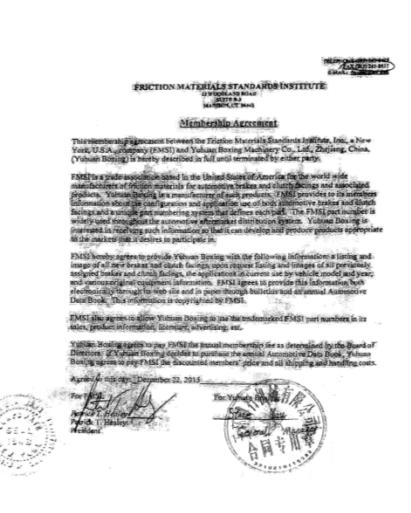 FRICTION MATERIALS STANDARDS INSTITUTE
23 WOODLAND ROAD
SUITE B-3
MADISON, CT 06443
Membership Agreement
This membership agreement between the Friction Materials Standards Institute, Inc., a New
York, U.S.A., company (FMSI) and Yuhuan Boxing Machinery Co., Ltd., Zhejiang, China,
(Yuhuan Boxing) is hereby described in full until terminated by either party.
FMSI is a trade association based in the United States of America for the world wide
manufacturers of friction materials for automotive brakes and clutch facings and associated
products. Yuhuan Boxing is a manufacturer of such products. FMSI provides to its members
information about the configuration and application use of both automotive brakes and clutch
facings and a unique part numbering system that defines each part. The FMSI part number is
widely used throughout the automotive aftermarket distribution system. Yuhuan Boxing is
interested in receiving such information so that it can develop and produce products appropriate
to the markets that it desires to participate in.
FMSI hereby agrees to provide Yuhuan Boxing with the following information: a listing and
image of all new brakes and clutch facings, upon request listing and images of all previously
assigned brakes and clutch facings, the applications in current use by vehicle model and year,
and various original equipment information. FMSI agrees to provide this information both
electronically through its web site and in paper through bulletins and an annual Automotive
Data Book. This information is copyrighted by FMSI.
FMSI also agrees to allow Yuhuan Boxing to use the trademarked FMSI part numbers in its
sales, product information, literature, advertising, etc.
Yuhuan Boxing agrees to pay FMSI the annual membership fee as determined by the Board of
Directors. If Yuhuan Boxing decides to purchase the annual Automotive Data Book, Yuhuan
Boxing agrees to pay FMSI the discounted members' price and all shipping and handling costs.
Agreed to this day: December 22, 2015
For FMSI: For Yuhuan Boxing:
Patrick T. Healey
Patrick T. Healey
President General Manager
合同专用章